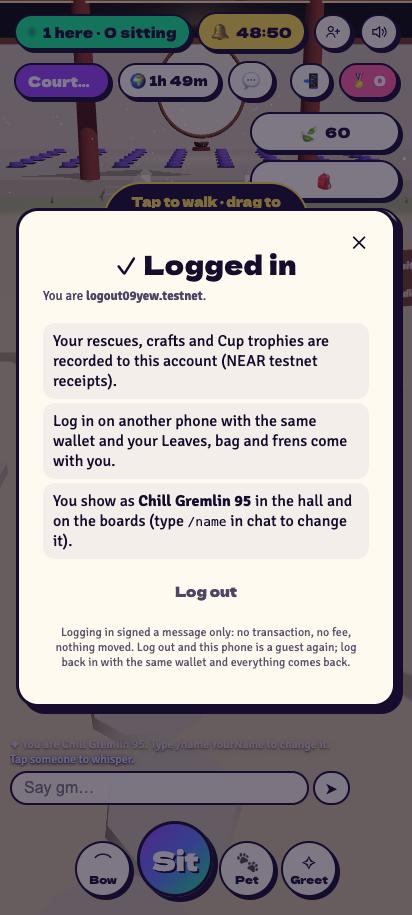 1 here · 0 sitting
48:50
Court...
1h 49m
0
60
Tap to walk · drag to
✓ Logged in
You are logout09yew.testnet.
Your rescues, crafts and Cup trophies are
recorded to this account (NEAR testnet
receipts).
Log in on another phone with the same
wallet and your Leaves, bag and frens come
with you.
You show as Chill Gremlin 95 in the hall and
on the boards (type /name in chat to change
it).
Log out
Logging in signed a message only: no transaction, no fee,
nothing moved. Log out and this phone is a guest again; log
back in with the same wallet and everything comes back.
✦ You are Chill Gremlin 95. Type /name YourName to change it.
Tap someone to whisper.
Say gm...
Sit
Bow
Pet
Greet